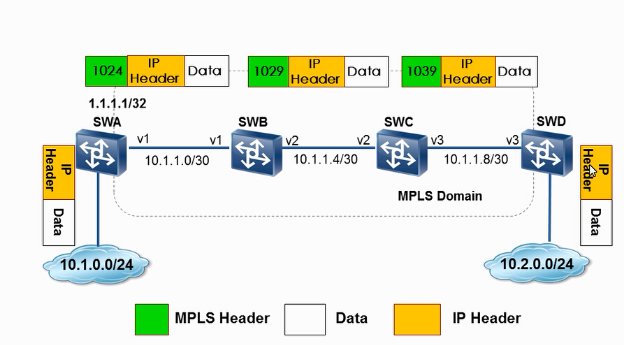 1024 IP Header Data
1029 IP Header Data
1039 IP Header Data
1.1.1.1/32
SWA
SWB
SWC
SWD
v1
v1
v2
v2
v3
v3
10.1.1.0/30
10.1.1.4/30
10.1.1.8/30
IP Header
Data
IP Header
Data
MPLS Domain
10.1.0.0/24
10.2.0.0/24
MPLS Header
Data
IP Header